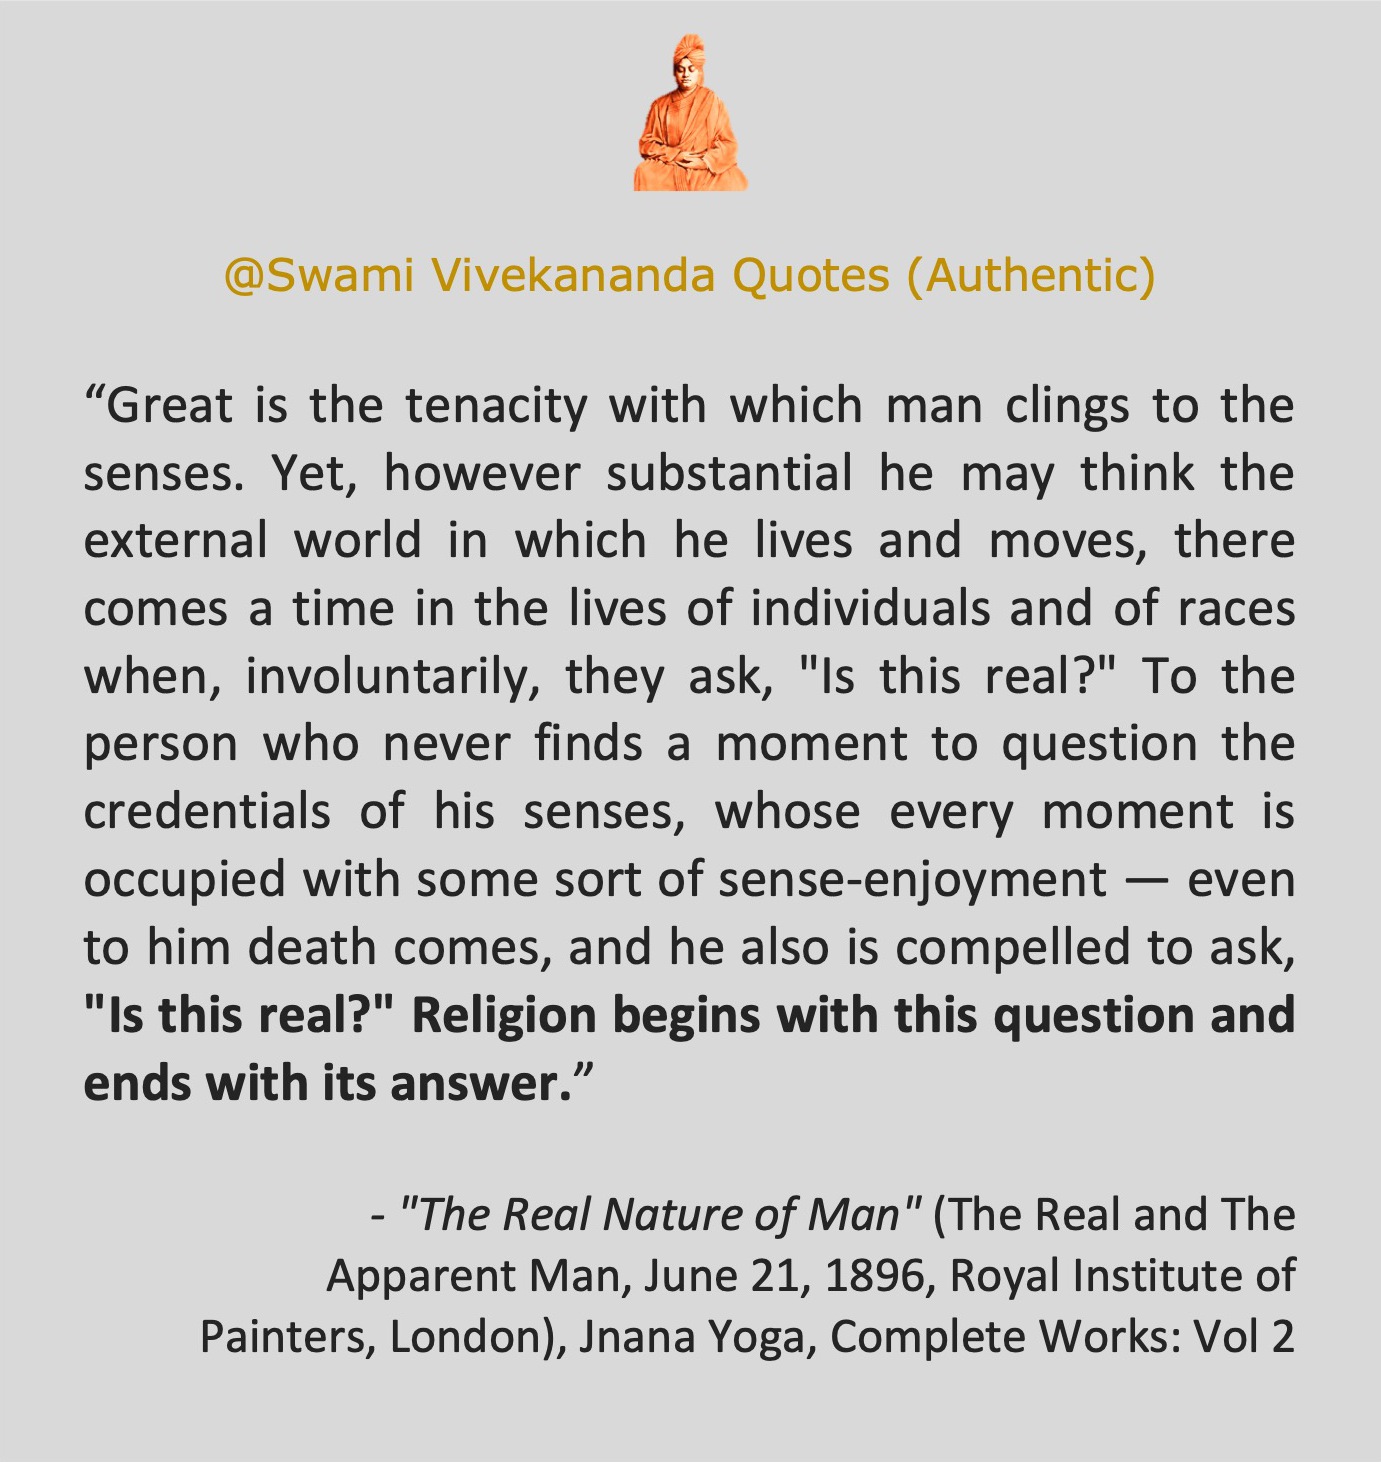 @Swami Vivekananda Quotes (Authentic)
“Great is the tenacity with which man clings to the
senses. Yet, however substantial he may think the
external world in which he lives and moves, there
comes a time in the lives of individuals and of races
when, involuntarily, they ask, "Is this real?" To the
person who never finds a moment to question the
credentials of his senses, whose every moment is
occupied with some sort of sense-enjoyment — even
to him death comes, and he also is compelled to ask,
"Is this real?" Religion begins with this question and
ends with its answer.”
- "The Real Nature of Man" (The Real and The
Apparent Man, June 21, 1896, Royal Institute of
Painters, London), Jnana Yoga, Complete Works: Vol 2